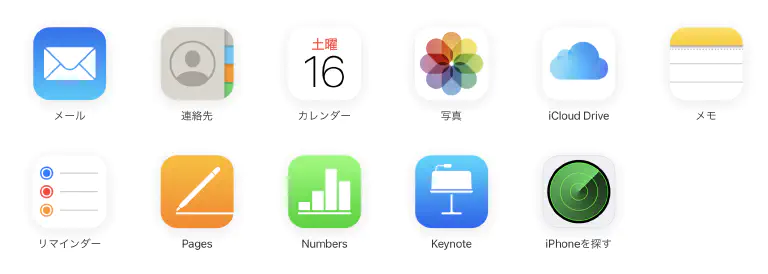 土曜
16
メール
連絡先
カレンダー
写真
iCloud Drive
メモ
リマインダー
Pages
Numbers
Keynote
iPhoneを探す